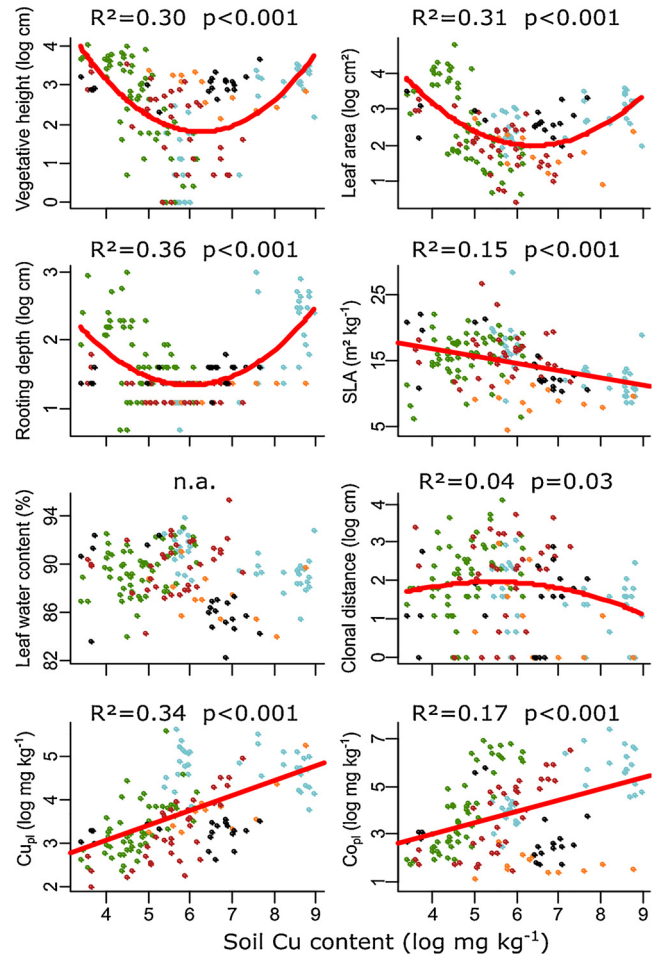 R²=0.30 p<0.001
R²=0.31 p<0.001
Vegetative height (log cm)
0 1 2 3 4
Leaf area (log cm²)
1 2 3 4
R²=0.36 p<0.001
R²=0.15 p<0.001
Rooting depth (log cm)
1 2 3
SLA (m² kg⁻¹)
5 15 25
n.a.
R²=0.04 p=0.03
Leaf water content (%)
82 86 90 94
Clonal distance (log cm)
0 1 2 3 4
R²=0.34 p<0.001
R²=0.17 p<0.001
Cuₚₗ (log mg kg⁻¹)
2 3 4 5
Coₚₗ (log mg kg⁻¹)
1 3 5 7
4 5 6 7 8 9
4 5 6 7 8 9
Soil Cu content (log mg kg⁻¹)